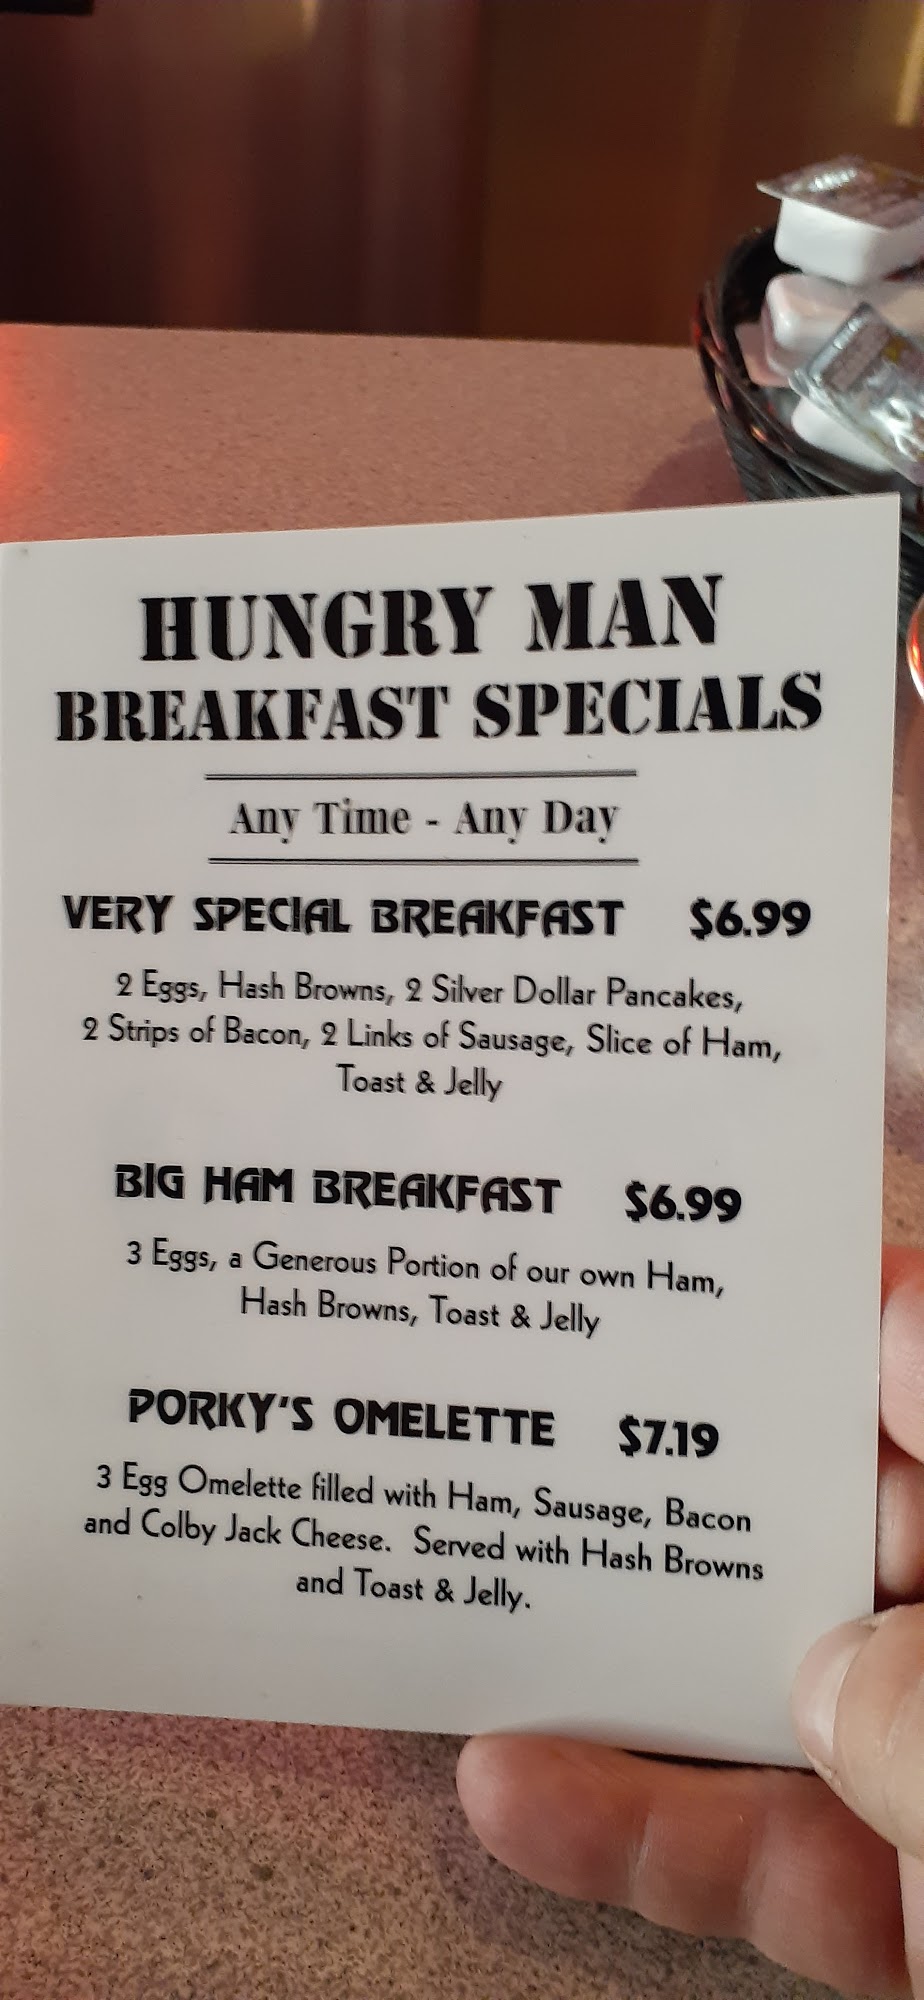 HUNGRY MAN
BREAKFAST SPECIALS
Any Time - Any Day
VERY SPECIAL BREAKFAST $6.99
2 Eggs, Hash Browns, 2 Silver Dollar Pancakes,
2 Strips of Bacon, 2 Links of Sausage, Slice of Ham,
Toast & Jelly
BIG HAM BREAKFAST $6.99
3 Eggs, a Generous Portion of our own Ham,
Hash Browns, Toast & Jelly
PORKY'S OMELETTE $7.19
3 Egg Omelette filled with Ham, Sausage, Bacon
and Colby Jack Cheese. Served with Hash Browns
and Toast & Jelly.